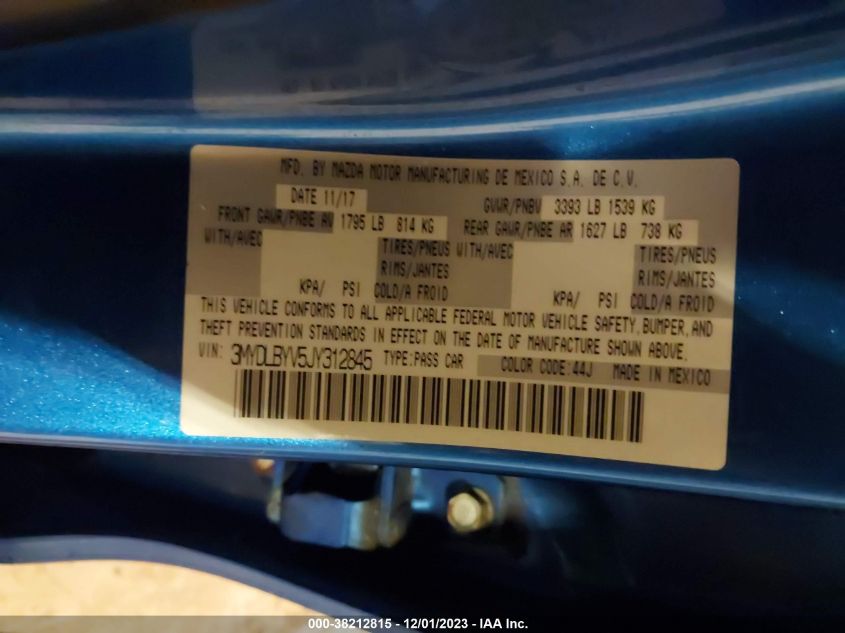 MFD. BY MAZDA MOTOR MANUFACTURING DE MEXICO S.A. DE C.V.
DATE 11/17 GVWR/PNBV 3393 LB 1539 KG
FRONT GAWR/PNBE AV 1795 LB 814 KG REAR GAWR/PNBE AR 1627 LB 738 KG
WITH/AVEC TIRES/PNEUS WITH/AVEC TIRES/PNEUS
RIMS/JANTES RIMS/JANTES
KPA/ PSI COLD/A FROID KPA/ PSI COLD/A FROID
THIS VEHICLE CONFORMS TO ALL APPLICABLE FEDERAL MOTOR VEHICLE SAFETY, BUMPER, AND
THEFT PREVENTION STANDARDS IN EFFECT ON THE DATE OF MANUFACTURE SHOWN ABOVE.
VIN: 3MYDLBYV5JY312845 TYPE:PASS CAR COLOR CODE:44J MADE IN MEXICO
000-38212815 - 12/01/2023 - IAA Inc.